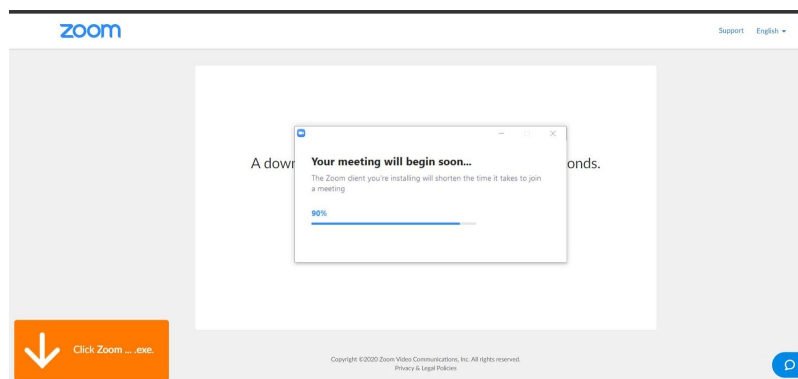 zoom
Support English
A down
onds.
Your meeting will begin soon...
The Zoom client you're installing will shorten the time it takes to join
a meeting
90%
Click Zoom ... .exe.
Copyright ©2020 Zoom Video Communications, Inc. All rights reserved.
Privacy & Legal Policies